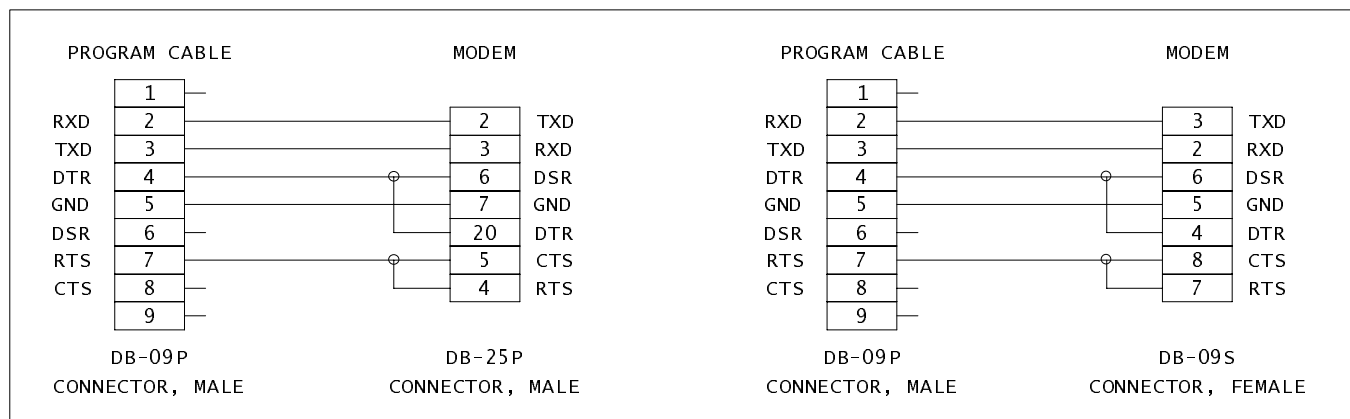 PROGRAM CABLE MODEM
1
RXD 2 2 TXD
TXD 3 3 RXD
DTR 4 6 DSR
GND 5 7 GND
DSR 6 20 DTR
RTS 7 5 CTS
CTS 8 4 RTS
9
DB-09P DB-25P
CONNECTOR, MALE CONNECTOR, MALE
PROGRAM CABLE MODEM
1
RXD 2 3 TXD
TXD 3 2 RXD
DTR 4 6 DSR
GND 5 5 GND
DSR 6 4 DTR
RTS 7 8 CTS
CTS 8 7 RTS
9
DB-09P DB-09S
CONNECTOR, MALE CONNECTOR, FEMALE